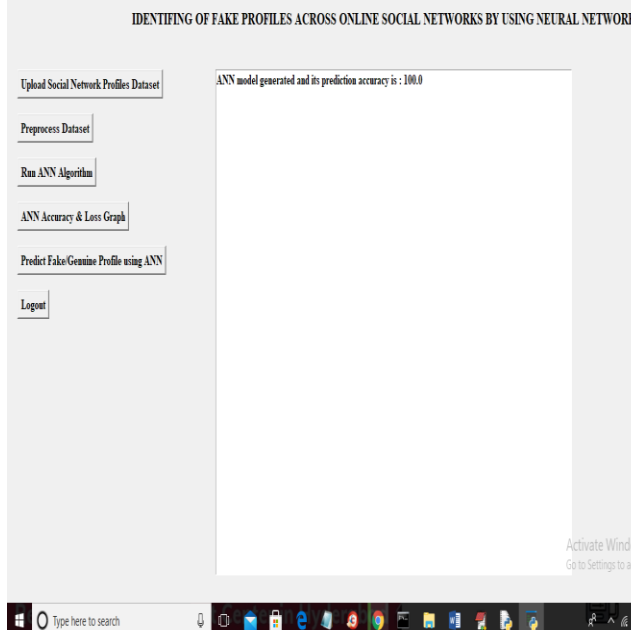 IDENTIFING OF FAKE PROFILES ACROSS ONLINE SOCIAL NETWORKS BY USING NEURAL NETWORK
Upload Social Network Profiles Dataset
ANN model generated and its prediction accuracy is : 100.0
Preprocess Dataset
Run ANN Algorithm
ANN Accuracy & Loss Graph
Predict Fake/Genuine Profile using ANN
Logout
Activate Wind
Go to Settings to a
Type here to search